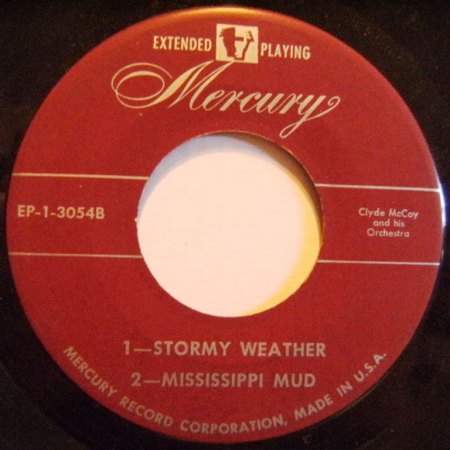 EXTENDED PLAYING
Mercury
EP-1-3054B
Clyde McCoy
and his
Orchestra
1—STORMY WEATHER
2—MISSISSIPPI MUD
MERCURY RECORD CORPORATION, MADE IN U.S.A.